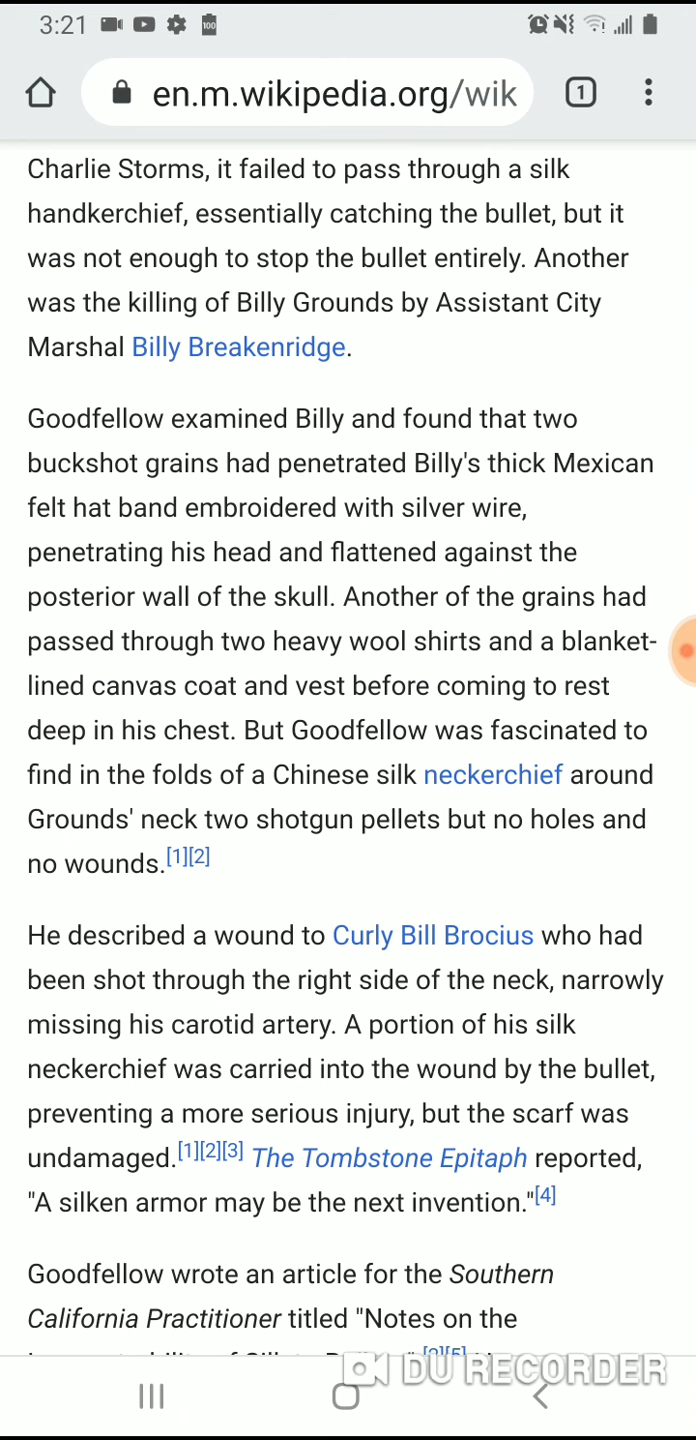 3:21
100
en.m.wikipedia.org/wik
1
Charlie Storms, it failed to pass through a silk
handkerchief, essentially catching the bullet, but it
was not enough to stop the bullet entirely. Another
was the killing of Billy Grounds by Assistant City
Marshal Billy Breakenridge.
Goodfellow examined Billy and found that two
buckshot grains had penetrated Billy's thick Mexican
felt hat band embroidered with silver wire,
penetrating his head and flattened against the
posterior wall of the skull. Another of the grains had
passed through two heavy wool shirts and a blanket-
lined canvas coat and vest before coming to rest
deep in his chest. But Goodfellow was fascinated to
find in the folds of a Chinese silk neckerchief around
Grounds' neck two shotgun pellets but no holes and
no wounds.[1][2]
He described a wound to Curly Bill Brocius who had
been shot through the right side of the neck, narrowly
missing his carotid artery. A portion of his silk
neckerchief was carried into the wound by the bullet,
preventing a more serious injury, but the scarf was
undamaged.[1][2][3] The Tombstone Epitaph reported,
"A silken armor may be the next invention."[4]
Goodfellow wrote an article for the Southern
California Practitioner titled "Notes on the
DU RECORDER